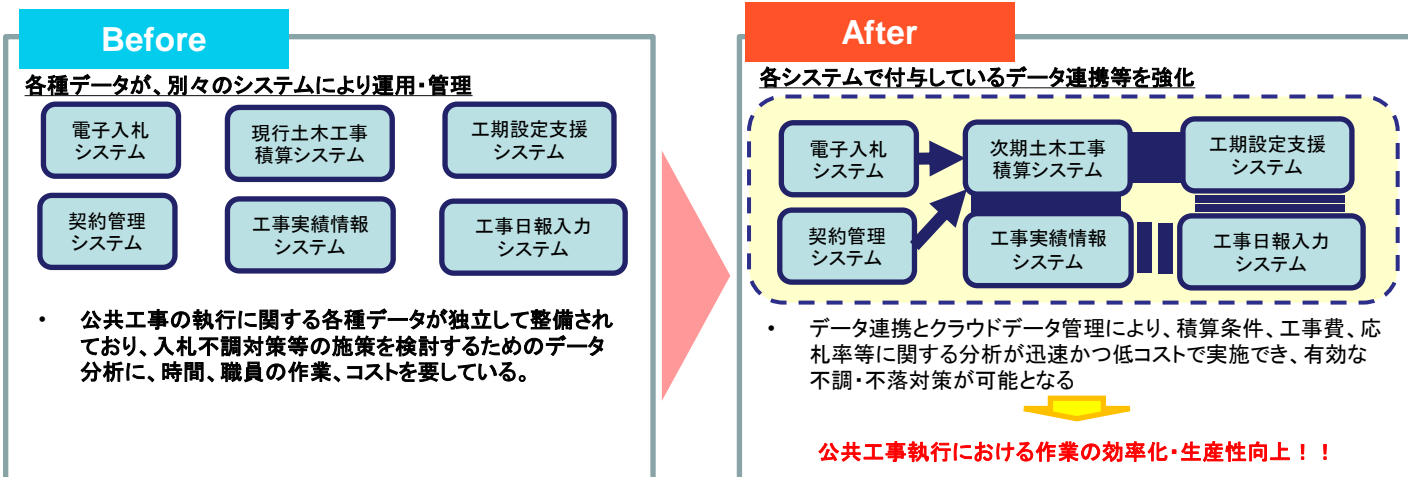 Before
各種データが、別々のシステムにより運用・管理
電子入札
システム
現行土木工事
積算システム
工期設定支援
システム
契約管理
システム
工事実績情報
システム
工事日報入力
システム
・ 公共工事の執行に関する各種データが独立して整備され
ており、入札不調対策等の施策を検討するためのデータ
分析に、時間、職員の作業、コストを要している。
After
各システムで付与しているデータ連携等を強化
電子入札
システム
次期土木工事
積算システム
工期設定支援
システム
契約管理
システム
工事実績情報
システム
工事日報入力
システム
・ データ連携とクラウドデータ管理により、積算条件、工事費、応
札率等に関する分析が迅速かつ低コストで実施でき、有効な
不調・不落対策が可能となる
公共工事執行における作業の効率化・生産性向上！！